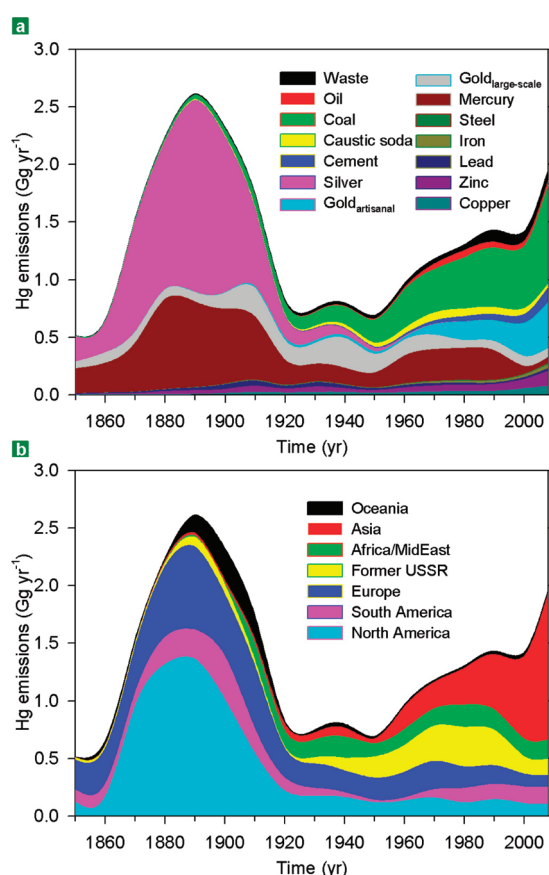 a
3.0
2.5
2.0
1.5
1.0
0.5
0.0
Hg emissions (Gg yr⁻¹)
Waste
Oil
Coal
Caustic soda
Cement
Silver
Gold artisanal
Gold large-scale
Mercury
Steel
Iron
Lead
Zinc
Copper
1860 1880 1900 1920 1940 1960 1980 2000
Time (yr)
b
3.0
2.5
2.0
1.5
1.0
0.5
0.0
Hg emissions (Gg yr⁻¹)
Oceania
Asia
Africa/MidEast
Former USSR
Europe
South America
North America
1860 1880 1900 1920 1940 1960 1980 2000
Time (yr)